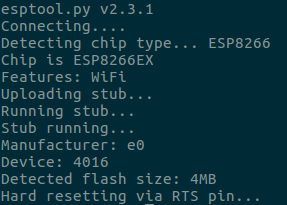 esptool.py v2.3.1
Connecting....
Detecting chip type... ESP8266
Chip is ESP8266EX
Features: WiFi
Uploading stub...
Running stub...
Stub running...
Manufacturer: e0
Device: 4016
Detected flash size: 4MB
Hard resetting via RTS pin...